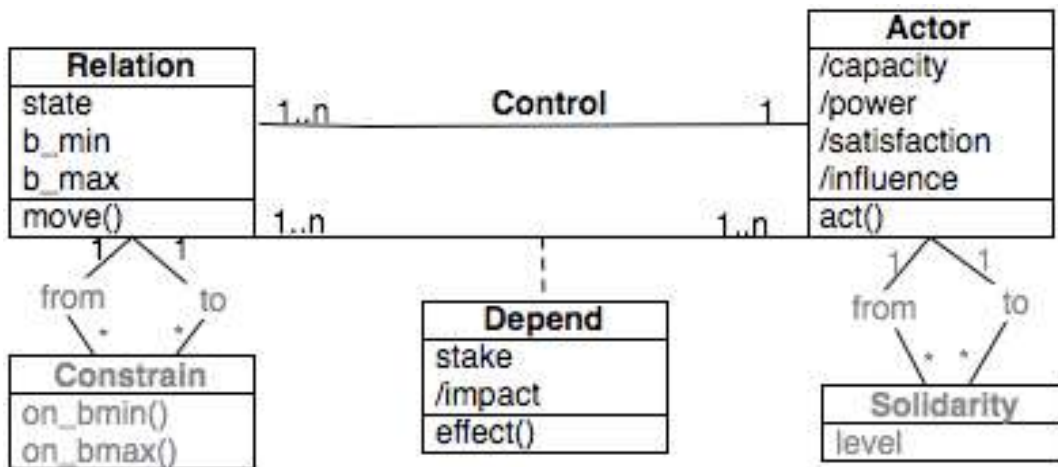 Relation
state
b_min
b_max
move()
1..n
Control
1
Actor
/capacity
/power
/satisfaction
/influence
act()
1..n
1..n
1
1
from
to
*
*
Constrain
on_bmin()
on_bmax()
Depend
stake
/impact
effect()
1
1
from
to
*
*
Solidarity
level